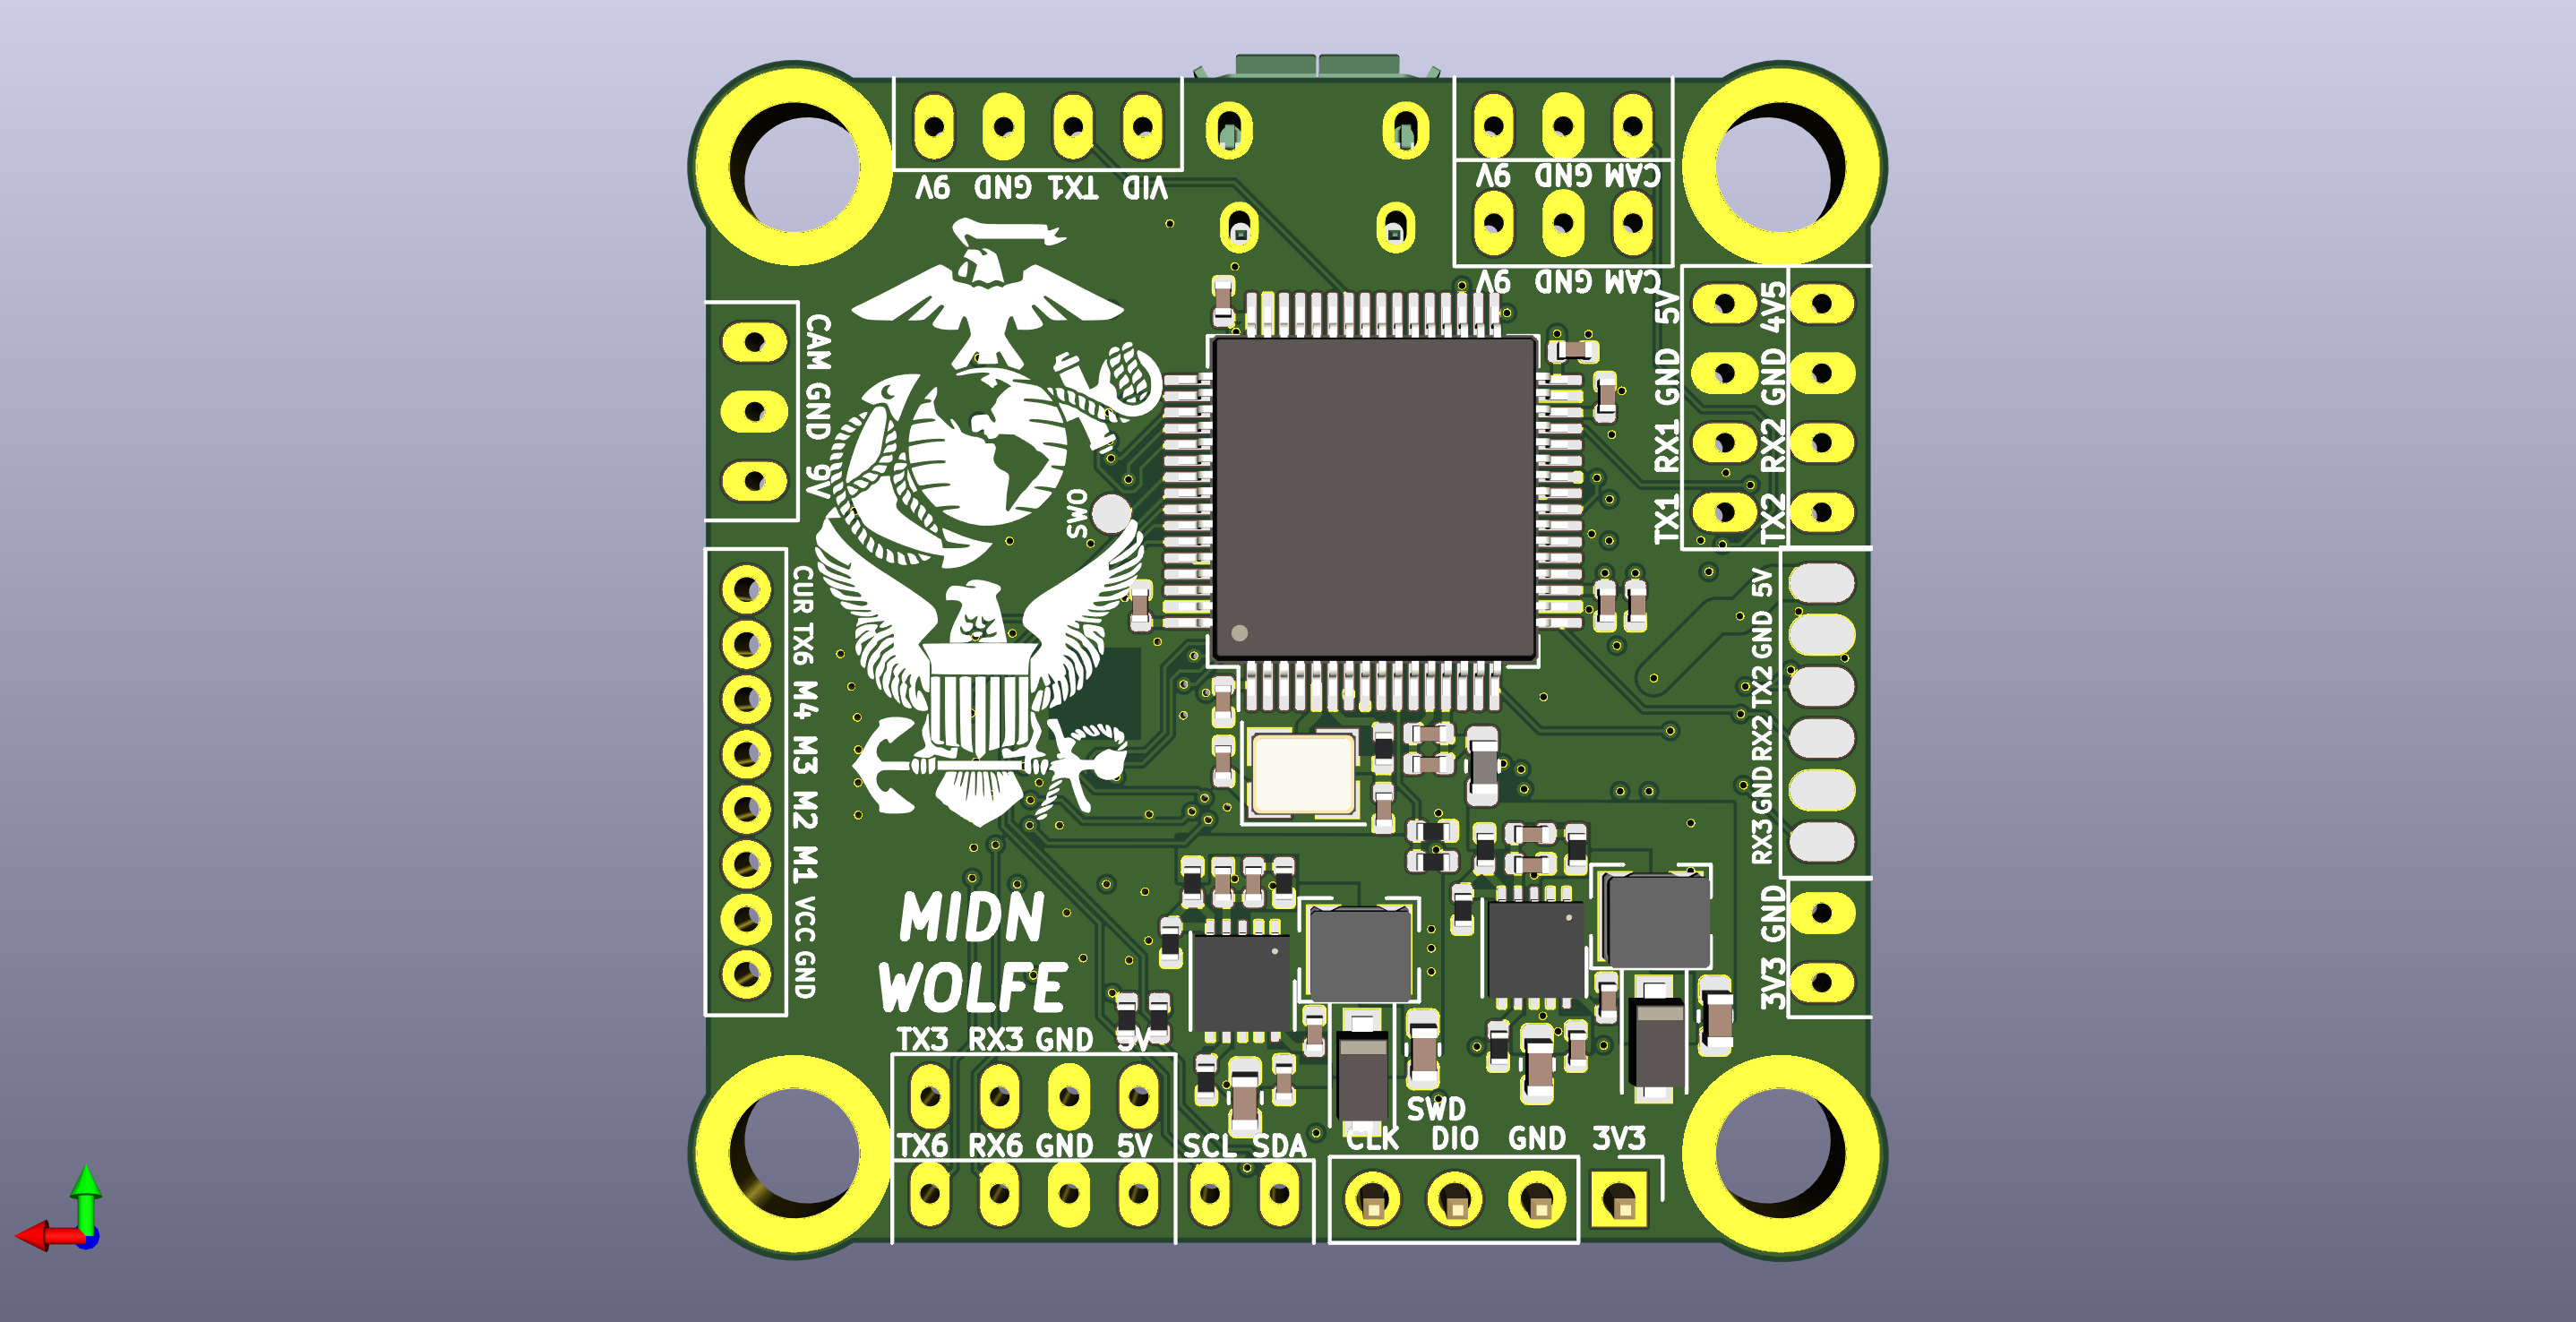 9V GND TX1 VID
9V GND CAM
9V GND CAM
CAM GND 9V
5V GND RX1 TX1
4V5 GND RX2 TX2
SWO
CUR TX6 M4 M3 M2 M1 VCC GND
5V GND TX2 RX2 GND RX3
GND 3V3
MIDN
WOLFE
TX3 RX3 GND 5V
TX6 RX6 GND 5V SCL SDA
SWD
CLK DIO GND 3V3